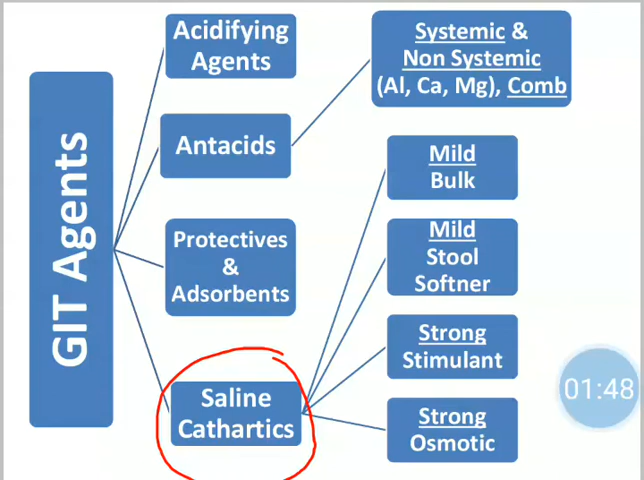 GIT Agents
Acidifying
Agents
Antacids
Protectives
&
Adsorbents
Saline
Cathartics
Systemic &
Non Systemic
(Al, Ca, Mg), Comb
Mild
Bulk
Mild
Stool
Softner
Strong
Stimulant
Strong
Osmotic
01:48